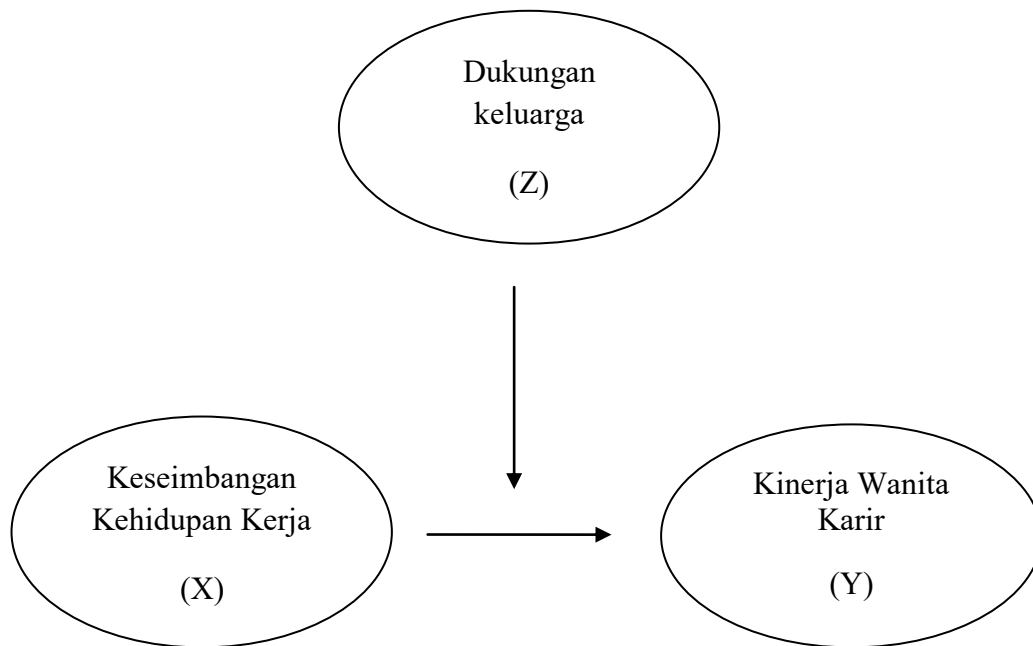 Dukungan
keluarga
(Z)
Keseimbangan
Kehidupan Kerja
(X)
Kinerja Wanita
Karir
(Y)